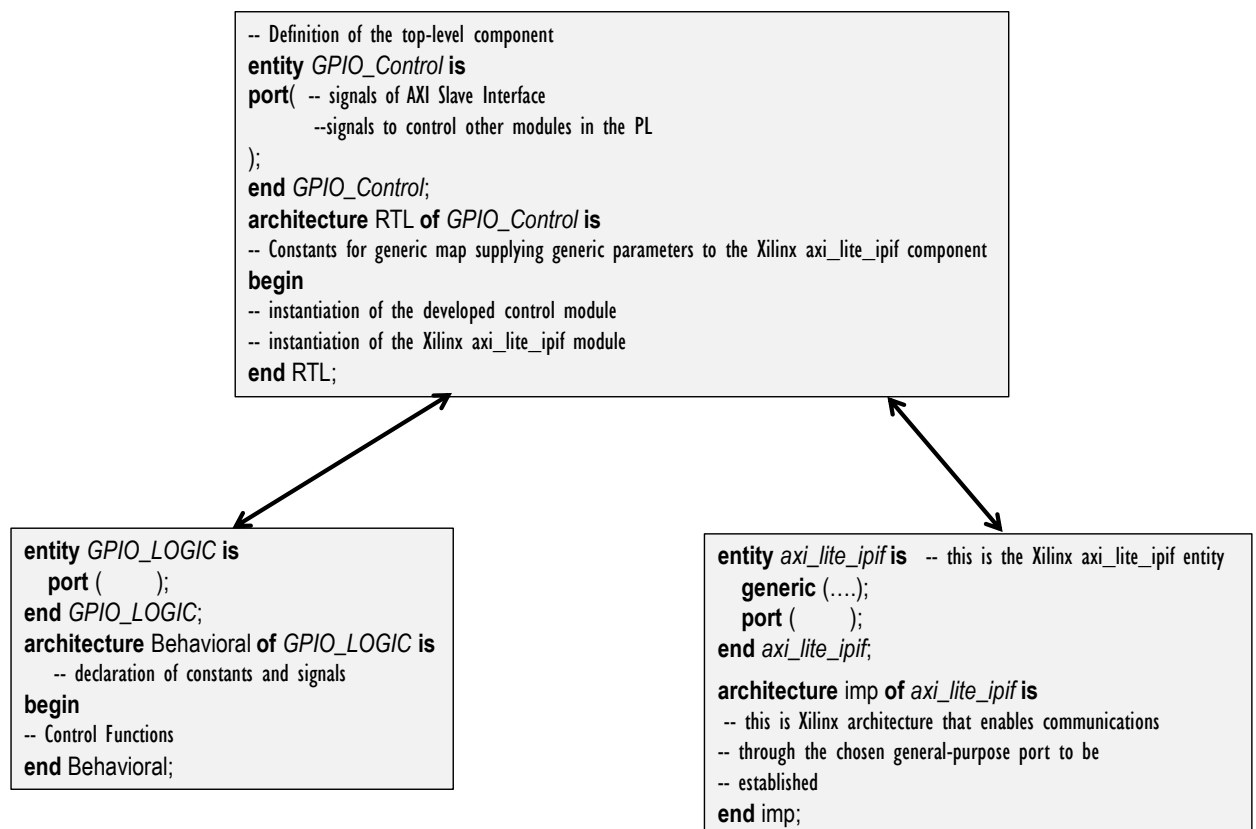 -- Definition of the top-level component
entity GPIO_Control is
port( -- signals of AXI Slave Interface
--signals to control other modules in the PL
);
end GPIO_Control;
architecture RTL of GPIO_Control is
-- Constants for generic map supplying generic parameters to the Xilinx axi_lite_ipif component
begin
-- instantiation of the developed control module
-- instantiation of the Xilinx axi_lite_ipif module
end RTL;
entity GPIO_LOGIC is
port ( );
end GPIO_LOGIC;
architecture Behavioral of GPIO_LOGIC is
-- declaration of constants and signals
begin
-- Control Functions
end Behavioral;
entity axi_lite_ipif is -- this is the Xilinx axi_lite_ipif entity
generic (....);
port ( );
end axi_lite_ipif;
architecture imp of axi_lite_ipif is
-- this is Xilinx architecture that enables communications
-- through the chosen general-purpose port to be
-- established
end imp;